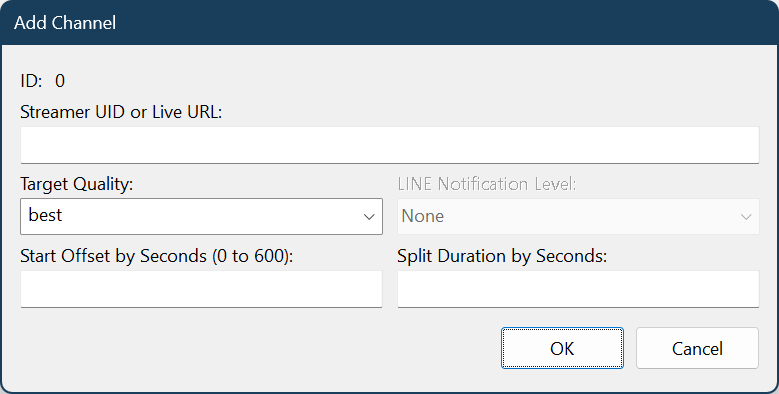 Add Channel
ID: 0
Streamer UID or Live URL:
Target Quality: LINE Notification Level:
best None
Start Offset by Seconds (0 to 600): Split Duration by Seconds:
OK Cancel